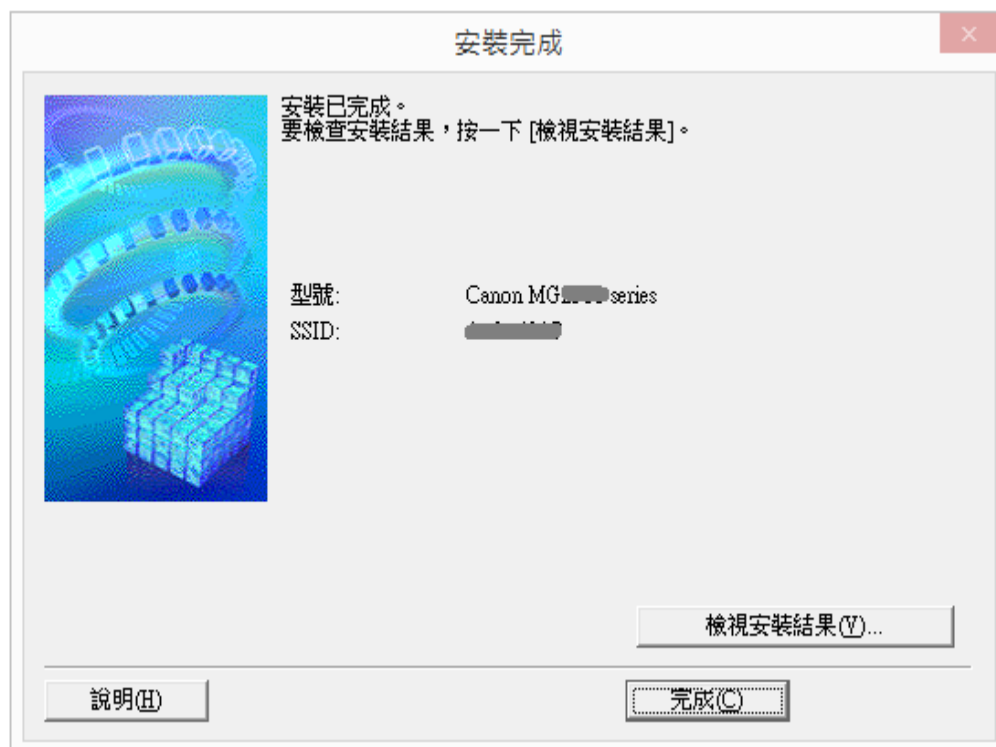 安裝完成
安裝已完成。
要檢查安裝結果，按一下 [檢視安裝結果]。
型號: Canon MG series
SSID:
檢視安裝結果(V)...
說明(H)
完成(C)